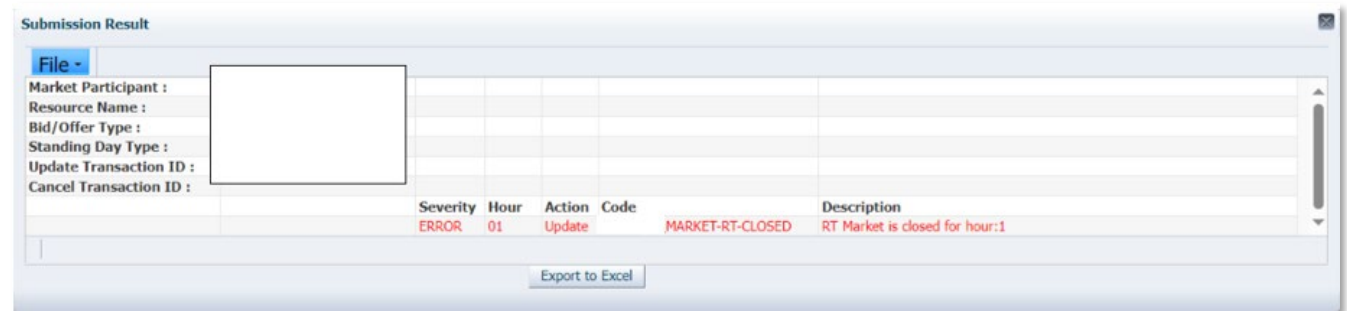 Submission Result
File
Market Participant :
Resource Name :
Bid/Offer Type :
Standing Day Type :
Update Transaction ID :
Cancel Transaction ID :
Severity Hour Action Code Description
ERROR 01 Update MARKET-RT-CLOSED RT Market is closed for hour:1
Export to Excel